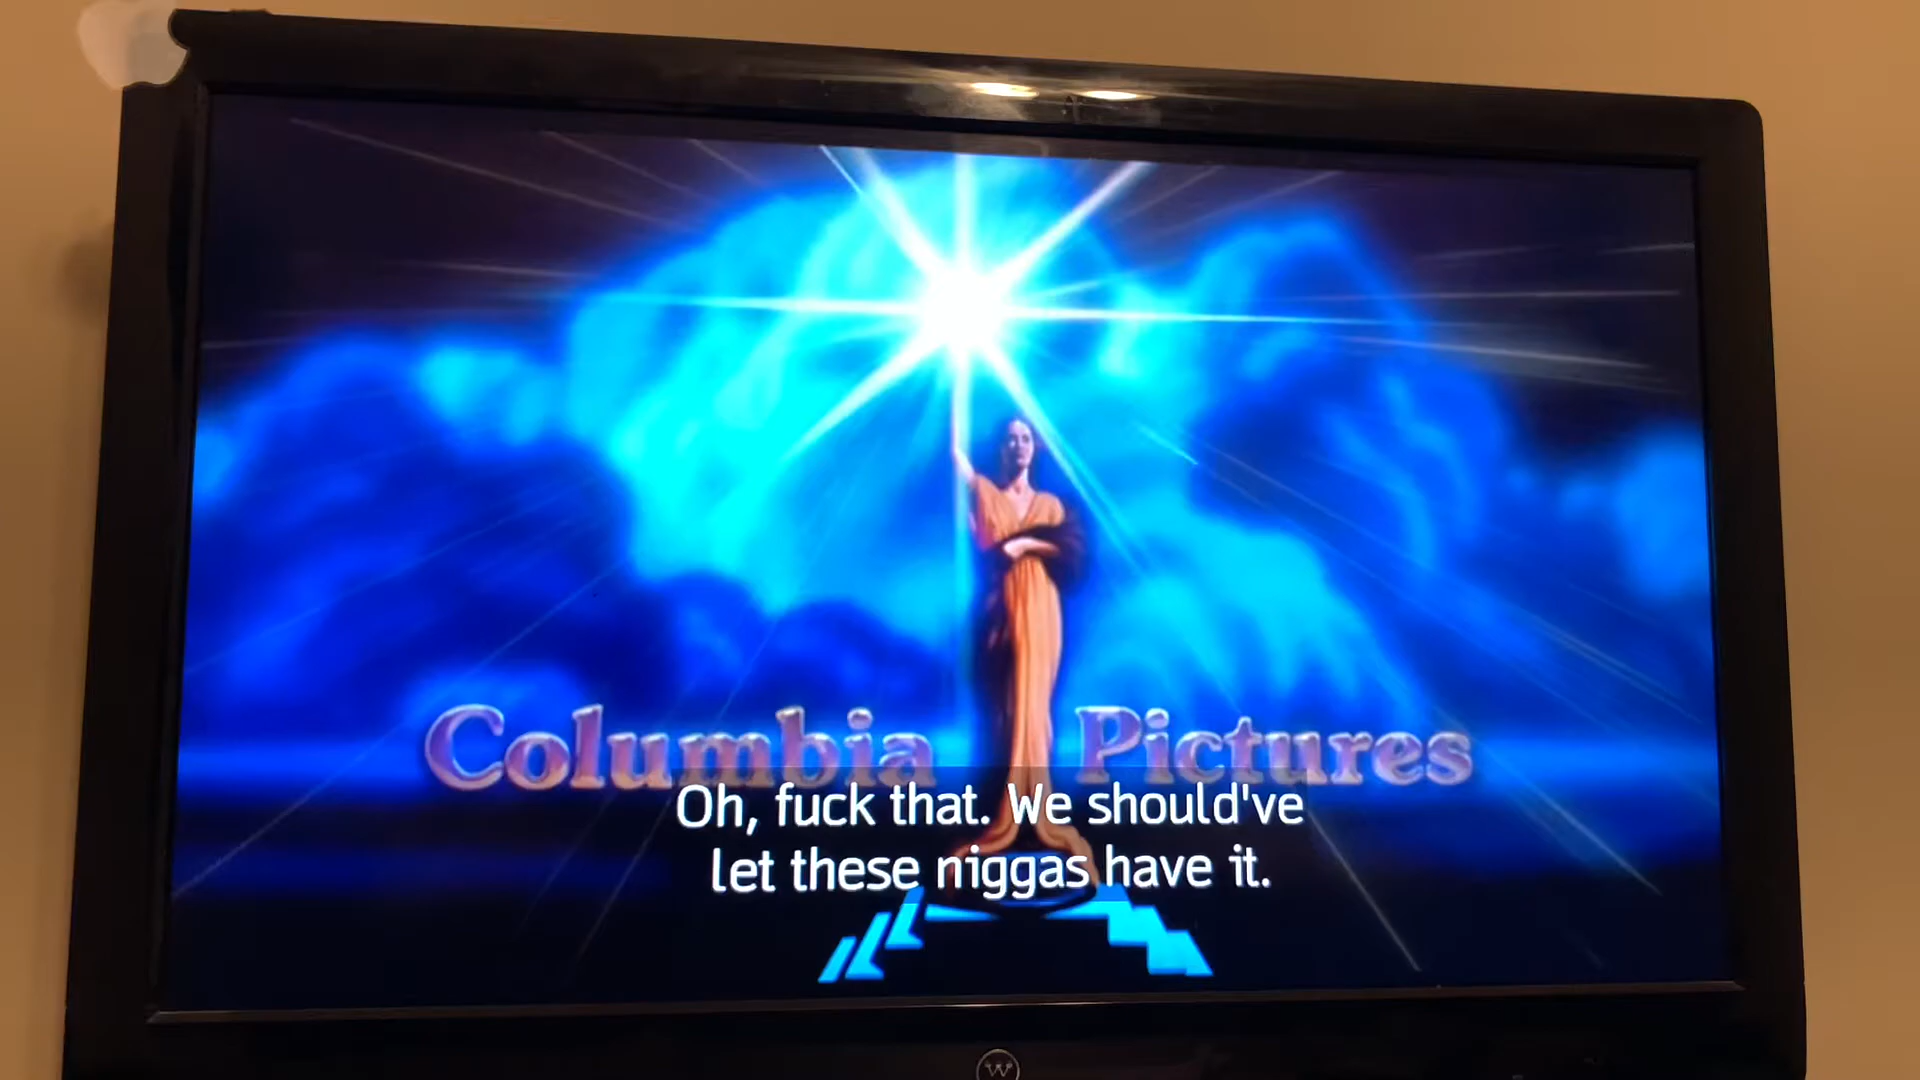 Columbia Pictures
Oh, fuck that. We should've
let these niggas have it.
W